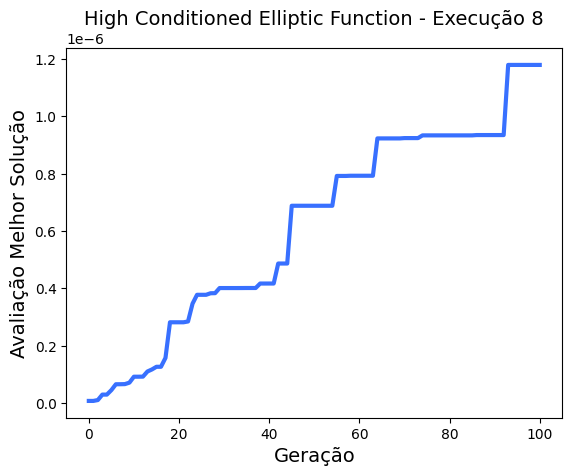 High Conditioned Elliptic Function - Execução 8
1e−6
Avaliação Melhor Solução
1.2
1.0
0.8
0.6
0.4
0.2
0.0
0 20 40 60 80 100
Geração